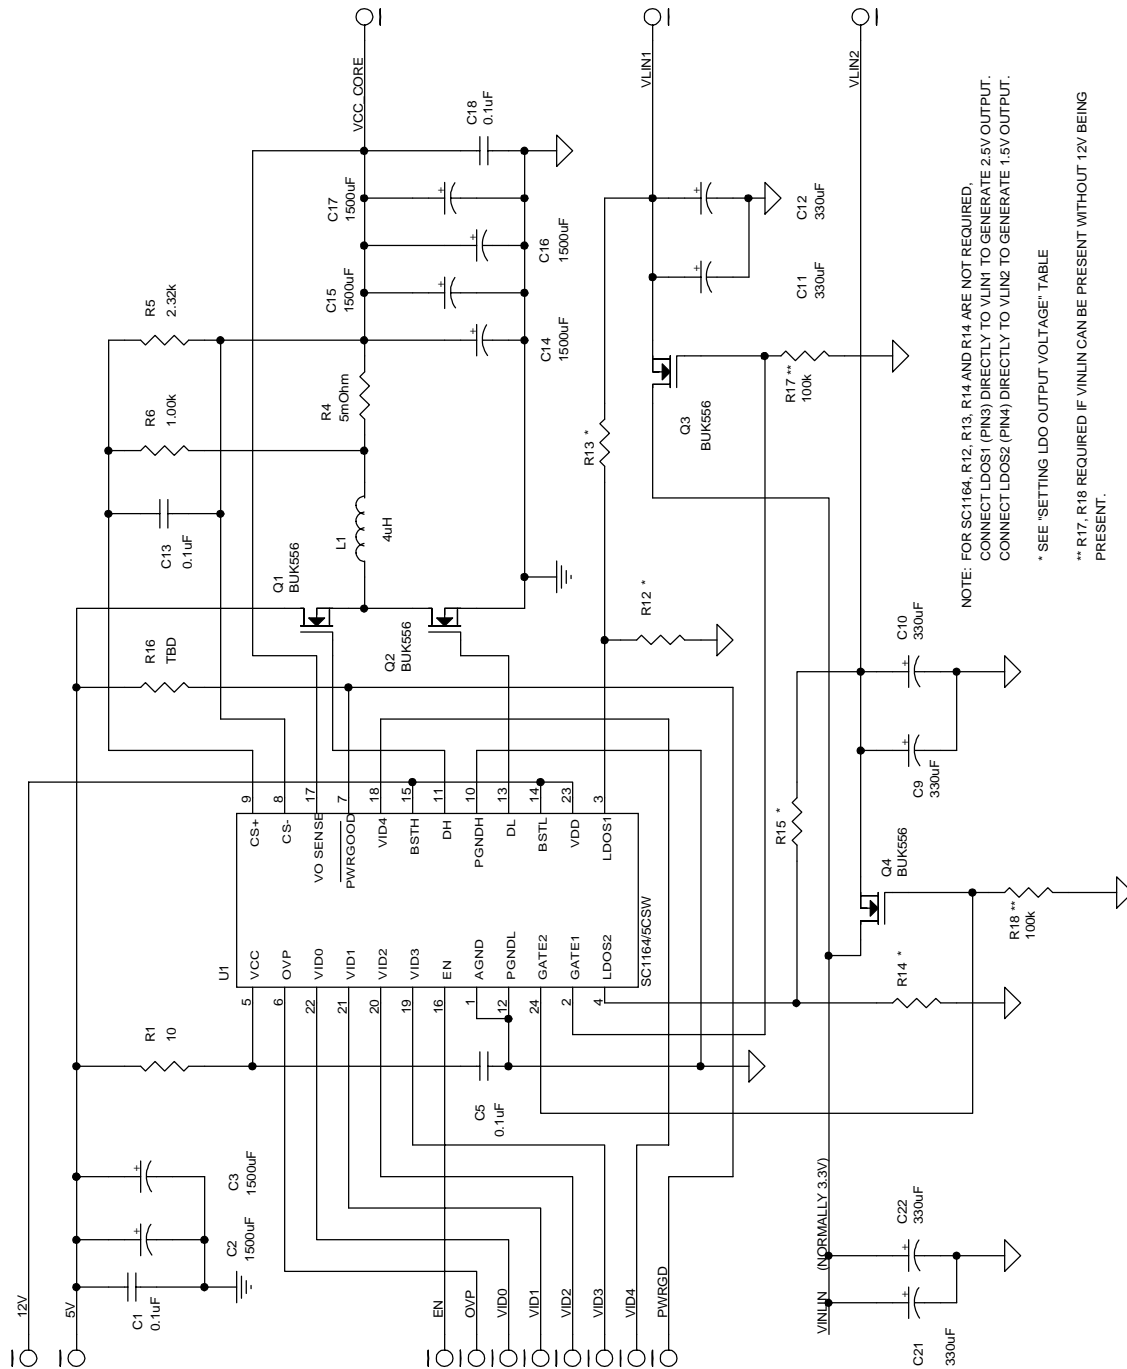 12V
5V
C1
0.1uF
C2
1500uF
C3
1500uF
+
+
R1
10
EN
OVP
VID0
VID1
VID2
VID3
VID4
PWRGD
C5
0.1uF
U1
5
VCC
6
OVP
22
VID0
21
VID1
20
VID2
19
VID3
16
EN
1
AGND
12
PGNDL
24
GATE2
2
GATE1
4
LDOS2
SC1164/5CSW
CS+
9
CS-
8
VO SENSE
17
PWRGOOD
7
VID4
18
BSTH
15
DH
11
PGNDH
10
DL
13
BSTL
14
VDD
23
LDOS1
3
R16
TBD
Q1
BUK556
Q2
BUK556
C13
0.1uF
R6
1.00k
R5
2.32k
L1
4uH
R4
5mOhm
C14
1500uF
+
C15
1500uF
+
C16
1500uF
+
C17
1500uF
+
C18
0.1uF
VCC_CORE
R12 *
R13 *
Q3
BUK556
R17 **
100k
C11
330uF
+
C12
330uF
+
VLIN1
VINLIN (NORMALLY 3.3V)
C21
330uF
+
C22
330uF
+
R14 *
R15 *
Q4
BUK556
R18 **
100k
C9
330uF
+
C10
330uF
+
VLIN2
NOTE: FOR SC1164, R12, R13, R14 AND R14 ARE NOT REQUIRED,
CONNECT LDOS1 (PIN3) DIRECTLY TO VLIN1 TO GENERATE 2.5V OUTPUT.
CONNECT LDOS2 (PIN4) DIRECTLY TO VLIN2 TO GENERATE 1.5V OUTPUT.
* SEE "SETTING LDO OUTPUT VOLTAGE" TABLE
** R17, R18 REQUIRED IF VINLIN CAN BE PRESENT WITHOUT 12V BEING
PRESENT.